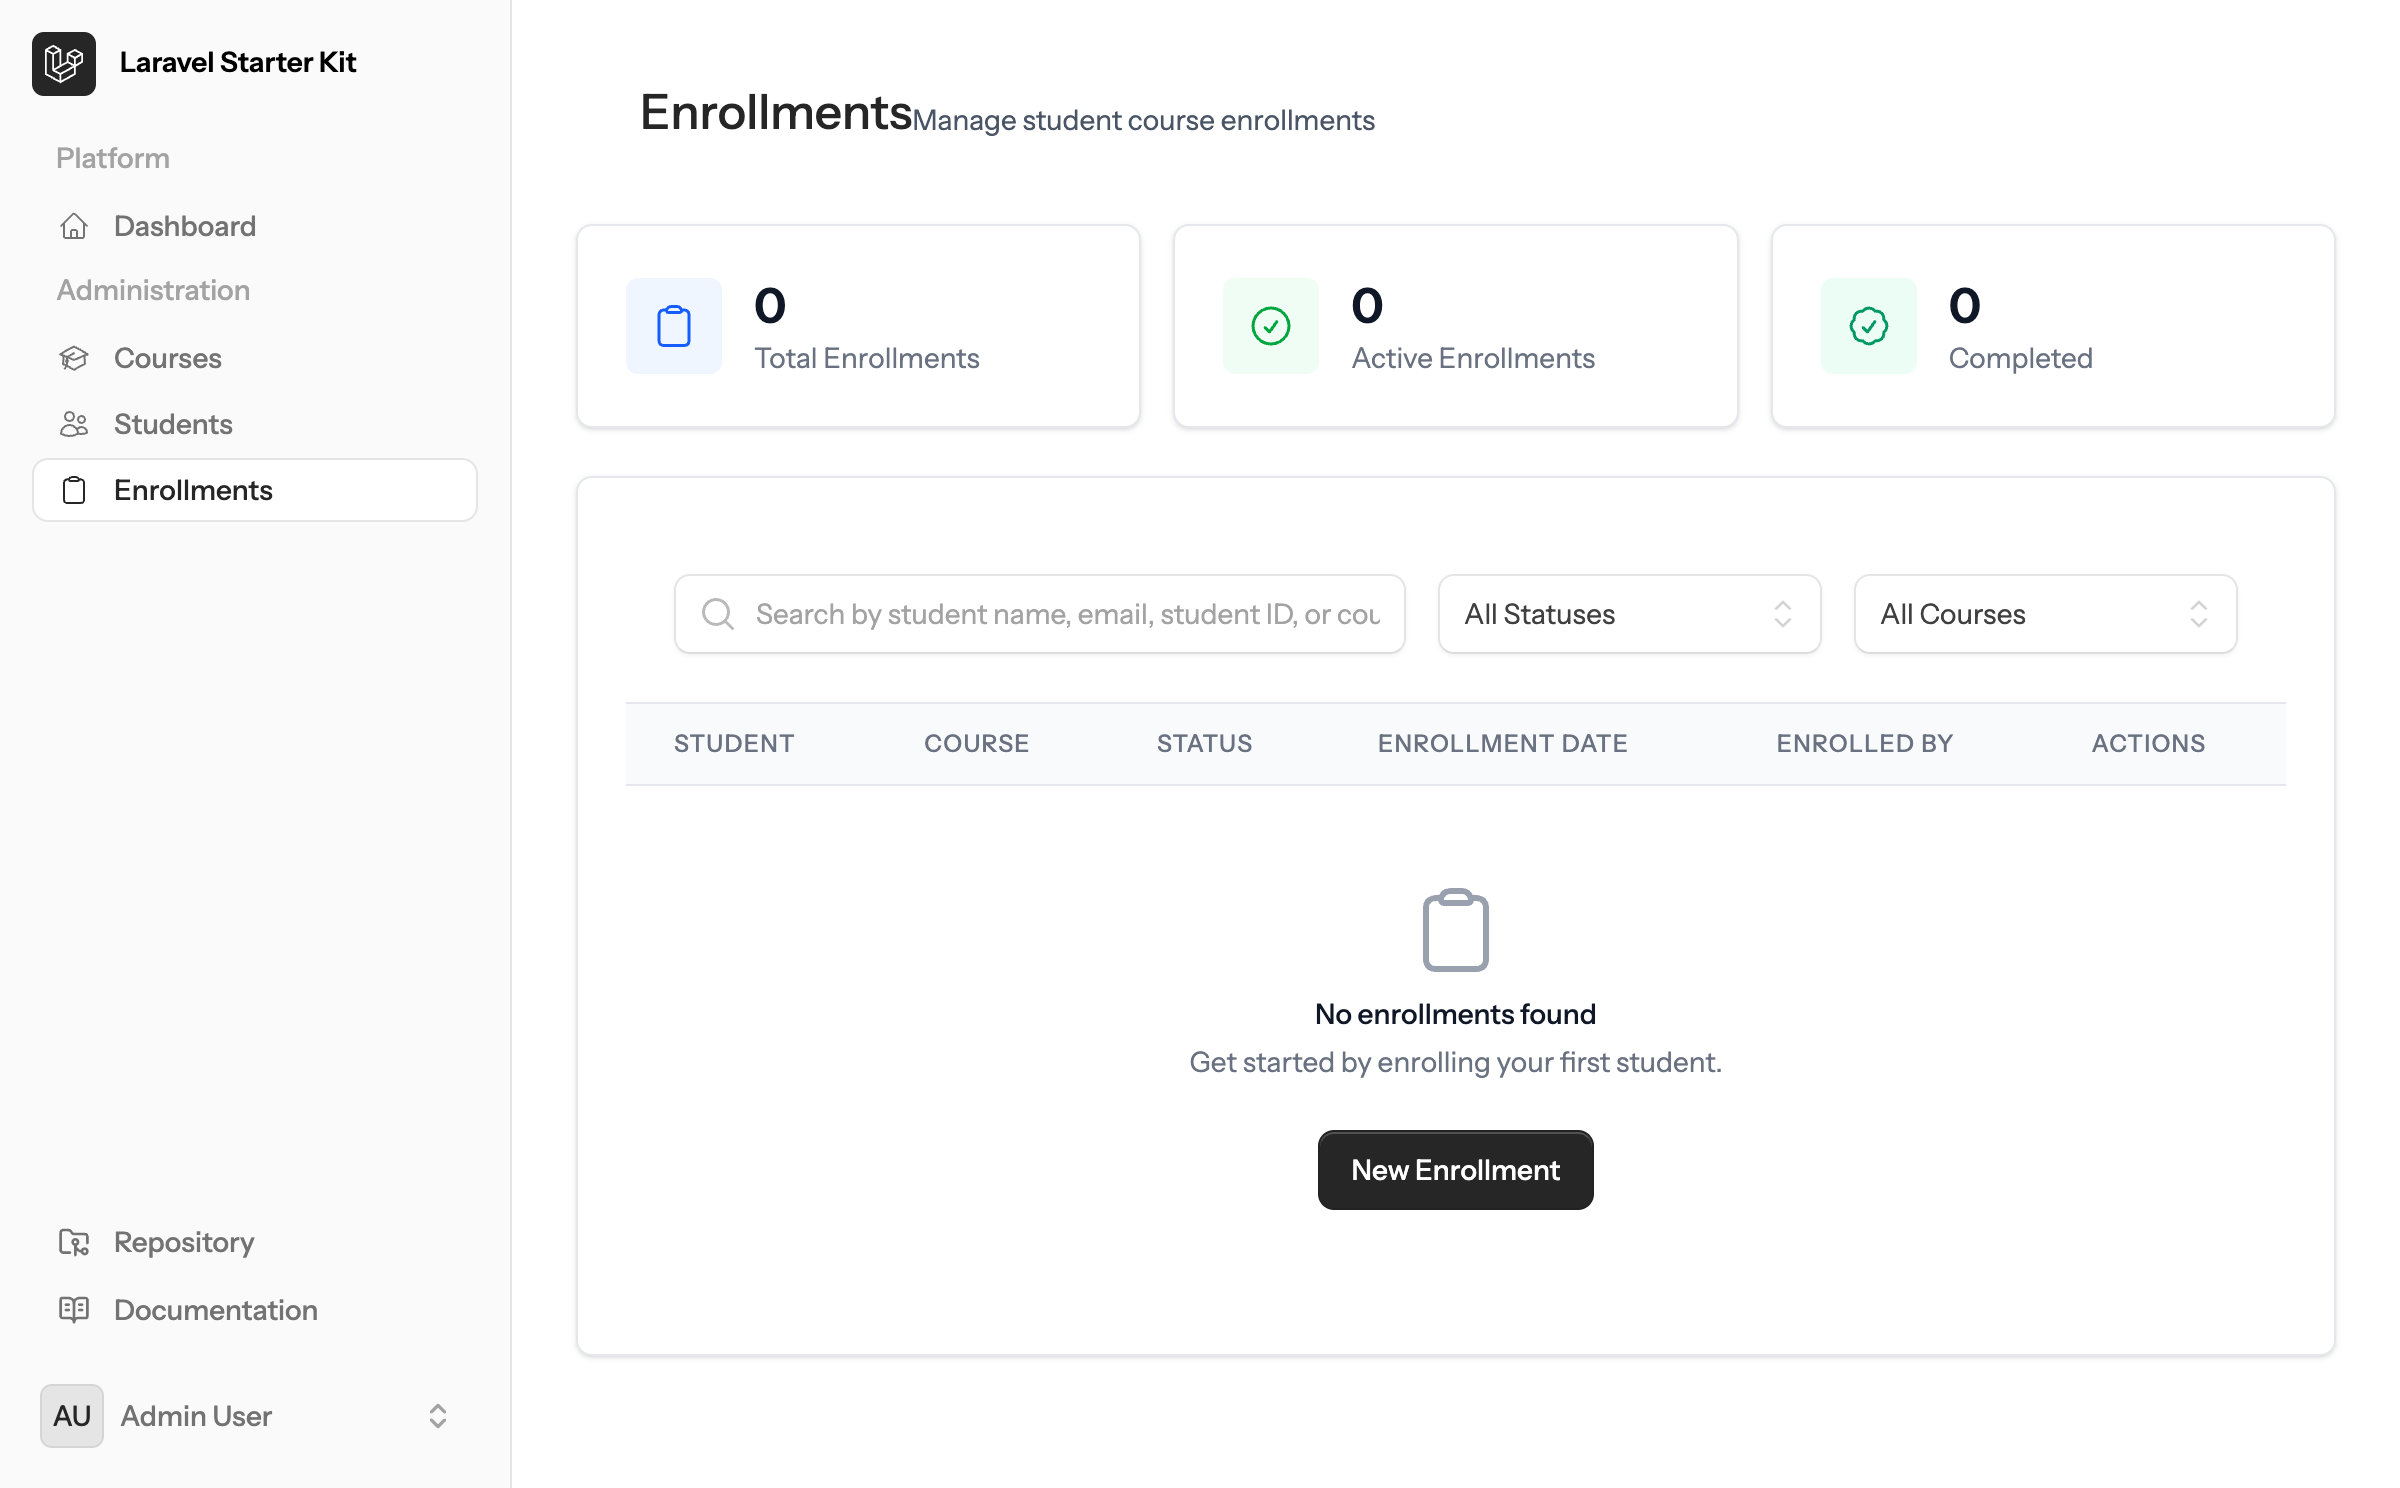 Laravel Starter Kit
Platform
Dashboard
Administration
Courses
Students
Enrollments
Repository
Documentation
AU Admin User
Enrollments Manage student course enrollments
0
Total Enrollments
0
Active Enrollments
0
Completed
Search by student name, email, student ID, or cou
All Statuses
All Courses
STUDENT COURSE STATUS ENROLLMENT DATE ENROLLED BY ACTIONS
No enrollments found
Get started by enrolling your first student.
New Enrollment